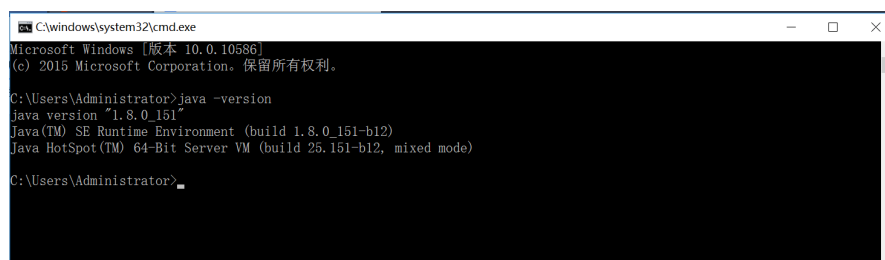 C:\windows\system32\cmd.exe
Microsoft Windows [版本 10.0.10586]
(c) 2015 Microsoft Corporation。保留所有权利。
C:\Users\Administrator>java -version
java version "1.8.0_151"
Java(TM) SE Runtime Environment (build 1.8.0_151-b12)
Java HotSpot(TM) 64-Bit Server VM (build 25.151-b12, mixed mode)
C:\Users\Administrator>